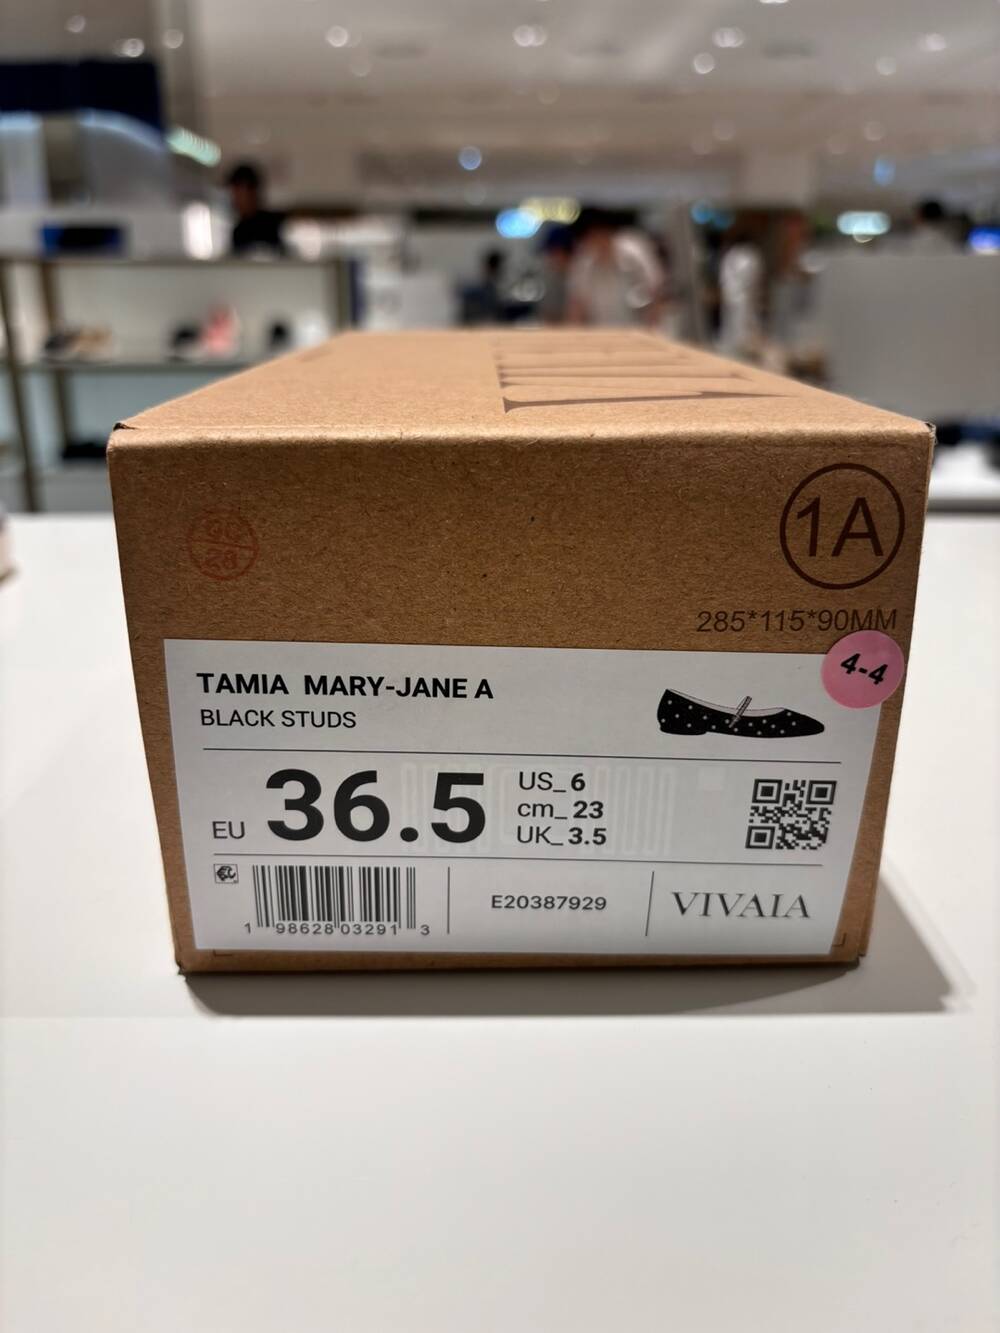 1A
285*115*90MM
4-4
TAMIA MARY-JANE A
BLACK STUDS
EU 36.5
US_6
cm_23
UK_3.5
1 98628 03291 3
E20387929
VIVAIA